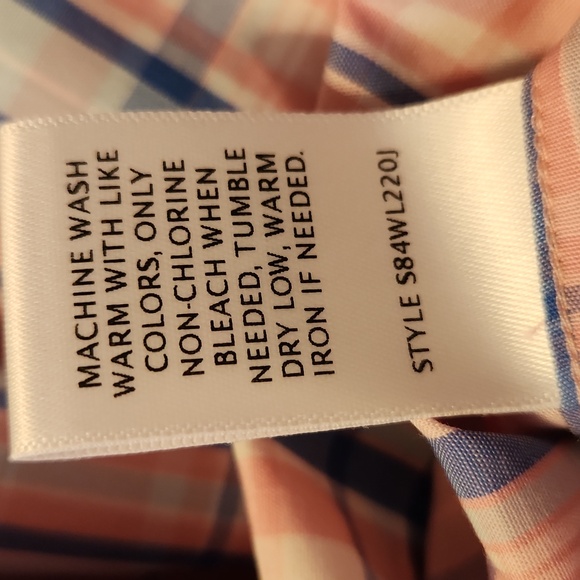 MACHINE WASH
WARM WITH LIKE
COLORS, ONLY
NON-CHLORINE
BLEACH WHEN
NEEDED, TUMBLE
DRY LOW, WARM
IRON IF NEEDED.
STYLE S84WL220J